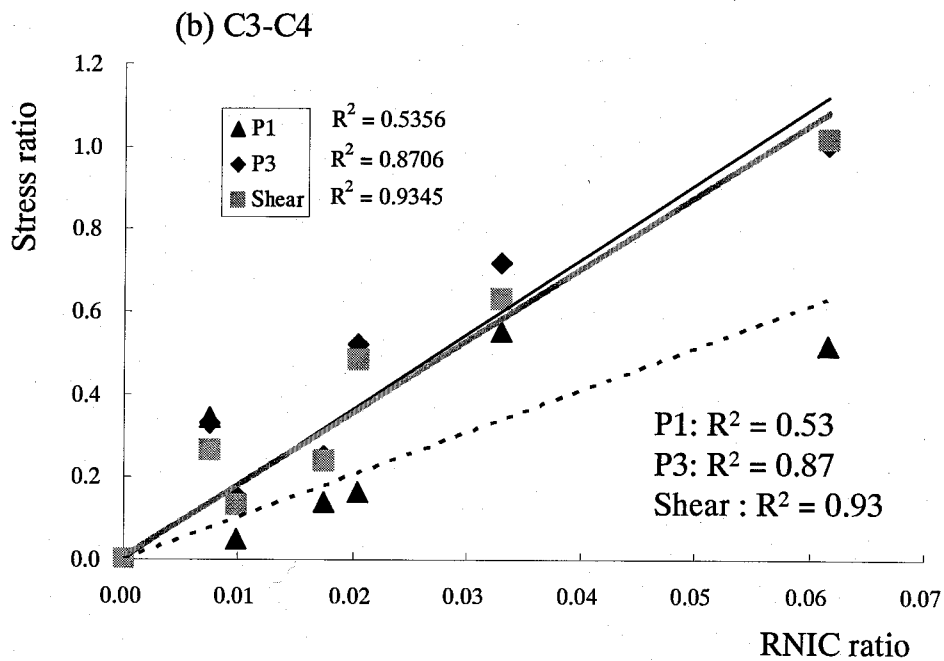 (b) C3-C4
1.2
1.0
0.8
0.6
0.4
0.2
0.0
Stress ratio
P1 R² = 0.5356
P3 R² = 0.8706
Shear R² = 0.9345
P1: R² = 0.53
P3: R² = 0.87
Shear : R² = 0.93
0.00 0.01 0.02 0.03 0.04 0.05 0.06 0.07
RNIC ratio